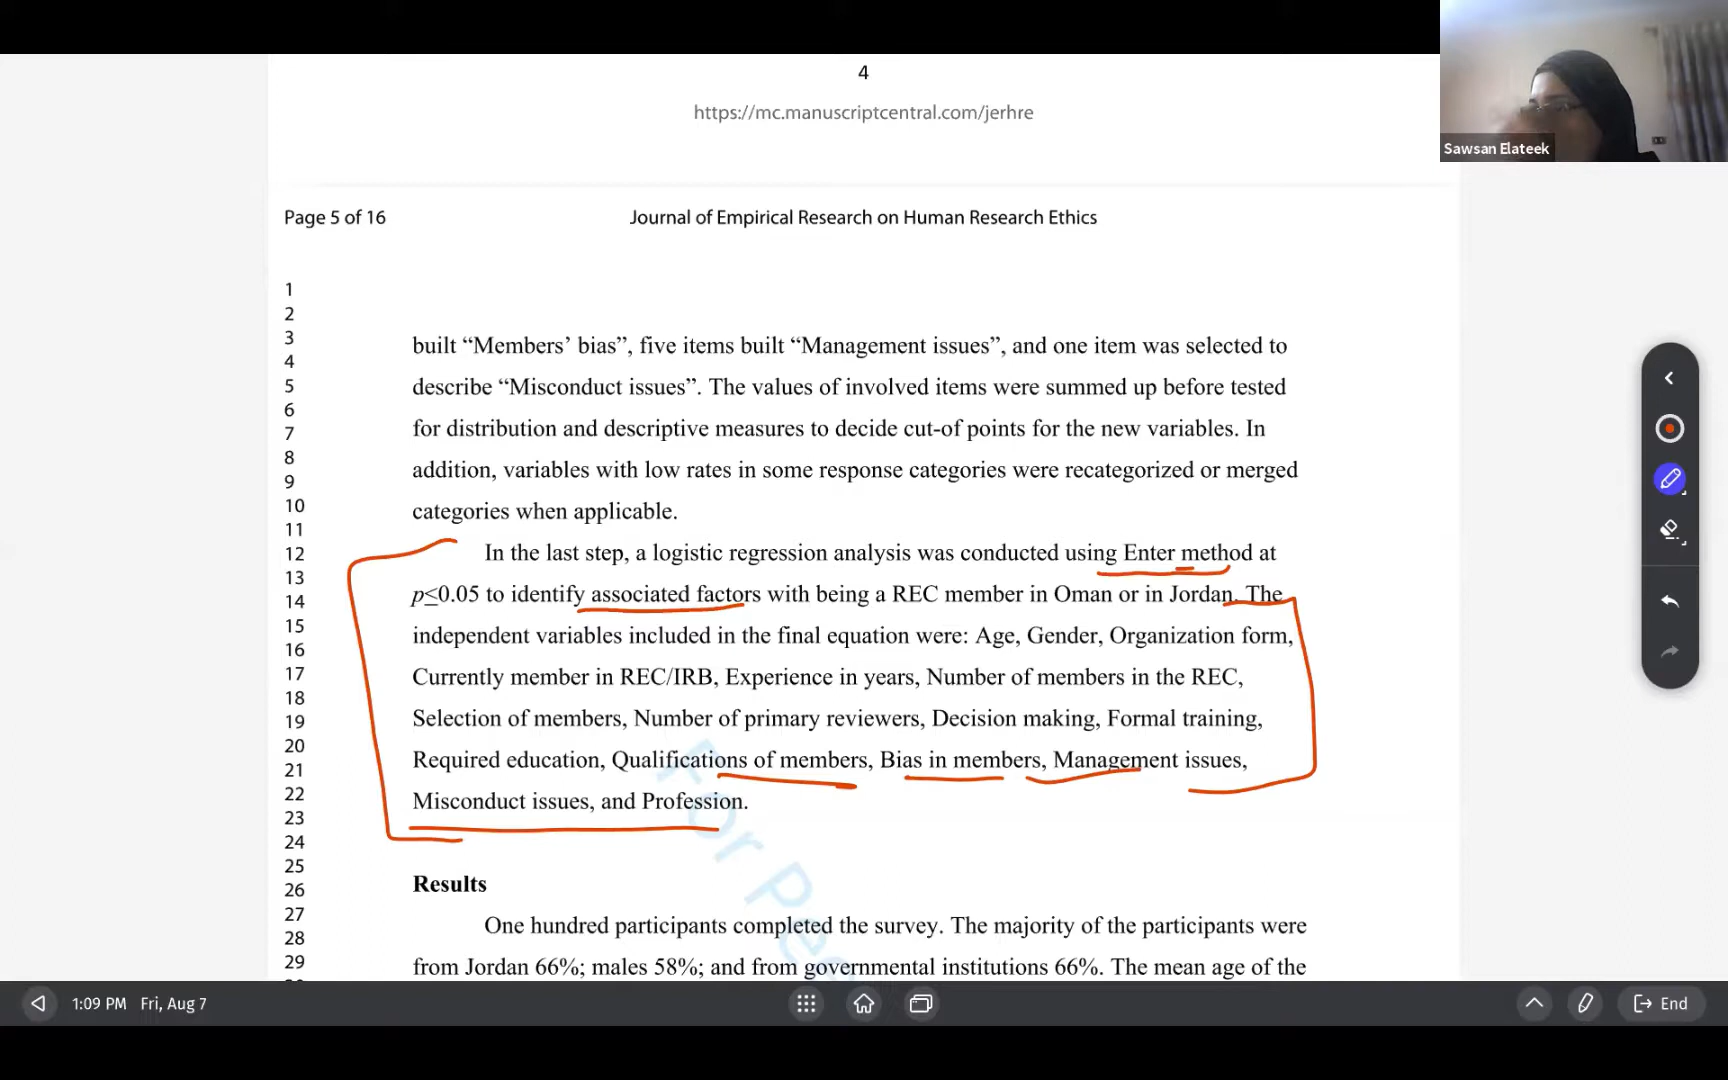 4
https://mc.manuscriptcentral.com/jerhre
Sawsan Elateek
Page 5 of 16
Journal of Empirical Research on Human Research Ethics
1
2
3
4
5
6
7
8
9
10
11
12
13
14
15
16
17
18
19
20
21
22
23
24
25
26
27
28
29
built “Members’ bias”, five items built “Management issues”, and one item was selected to
describe “Misconduct issues”. The values of involved items were summed up before tested
for distribution and descriptive measures to decide cut-of points for the new variables. In
addition, variables with low rates in some response categories were recategorized or merged
categories when applicable.
In the last step, a logistic regression analysis was conducted using Enter method at
p≤0.05 to identify associated factors with being a REC member in Oman or in Jordan. The
independent variables included in the final equation were: Age, Gender, Organization form,
Currently member in REC/IRB, Experience in years, Number of members in the REC,
Selection of members, Number of primary reviewers, Decision making, Formal training,
Required education, Qualifications of members, Bias in members, Management issues,
Misconduct issues, and Profession.
Results
One hundred participants completed the survey. The majority of the participants were
from Jordan 66%; males 58%; and from governmental institutions 66%. The mean age of the
For Pee
1:09 PM Fri, Aug 7
End